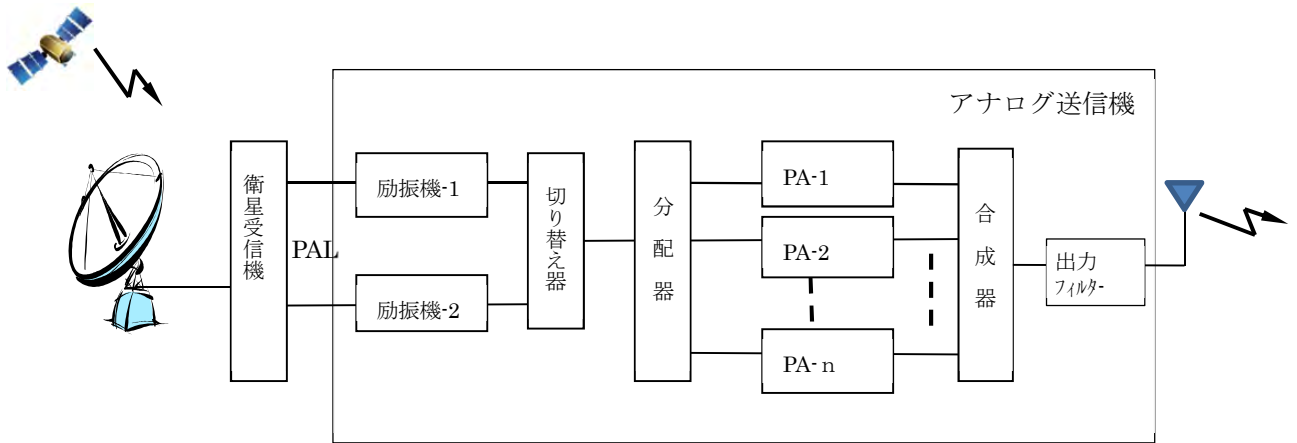 アナログ送信機
衛星受信機
PAL
励振機-1
励振機-2
切り替え器
分配器
PA-1
PA-2
PA-ｎ
合成器
出力
ﾌｨﾙﾀｰ